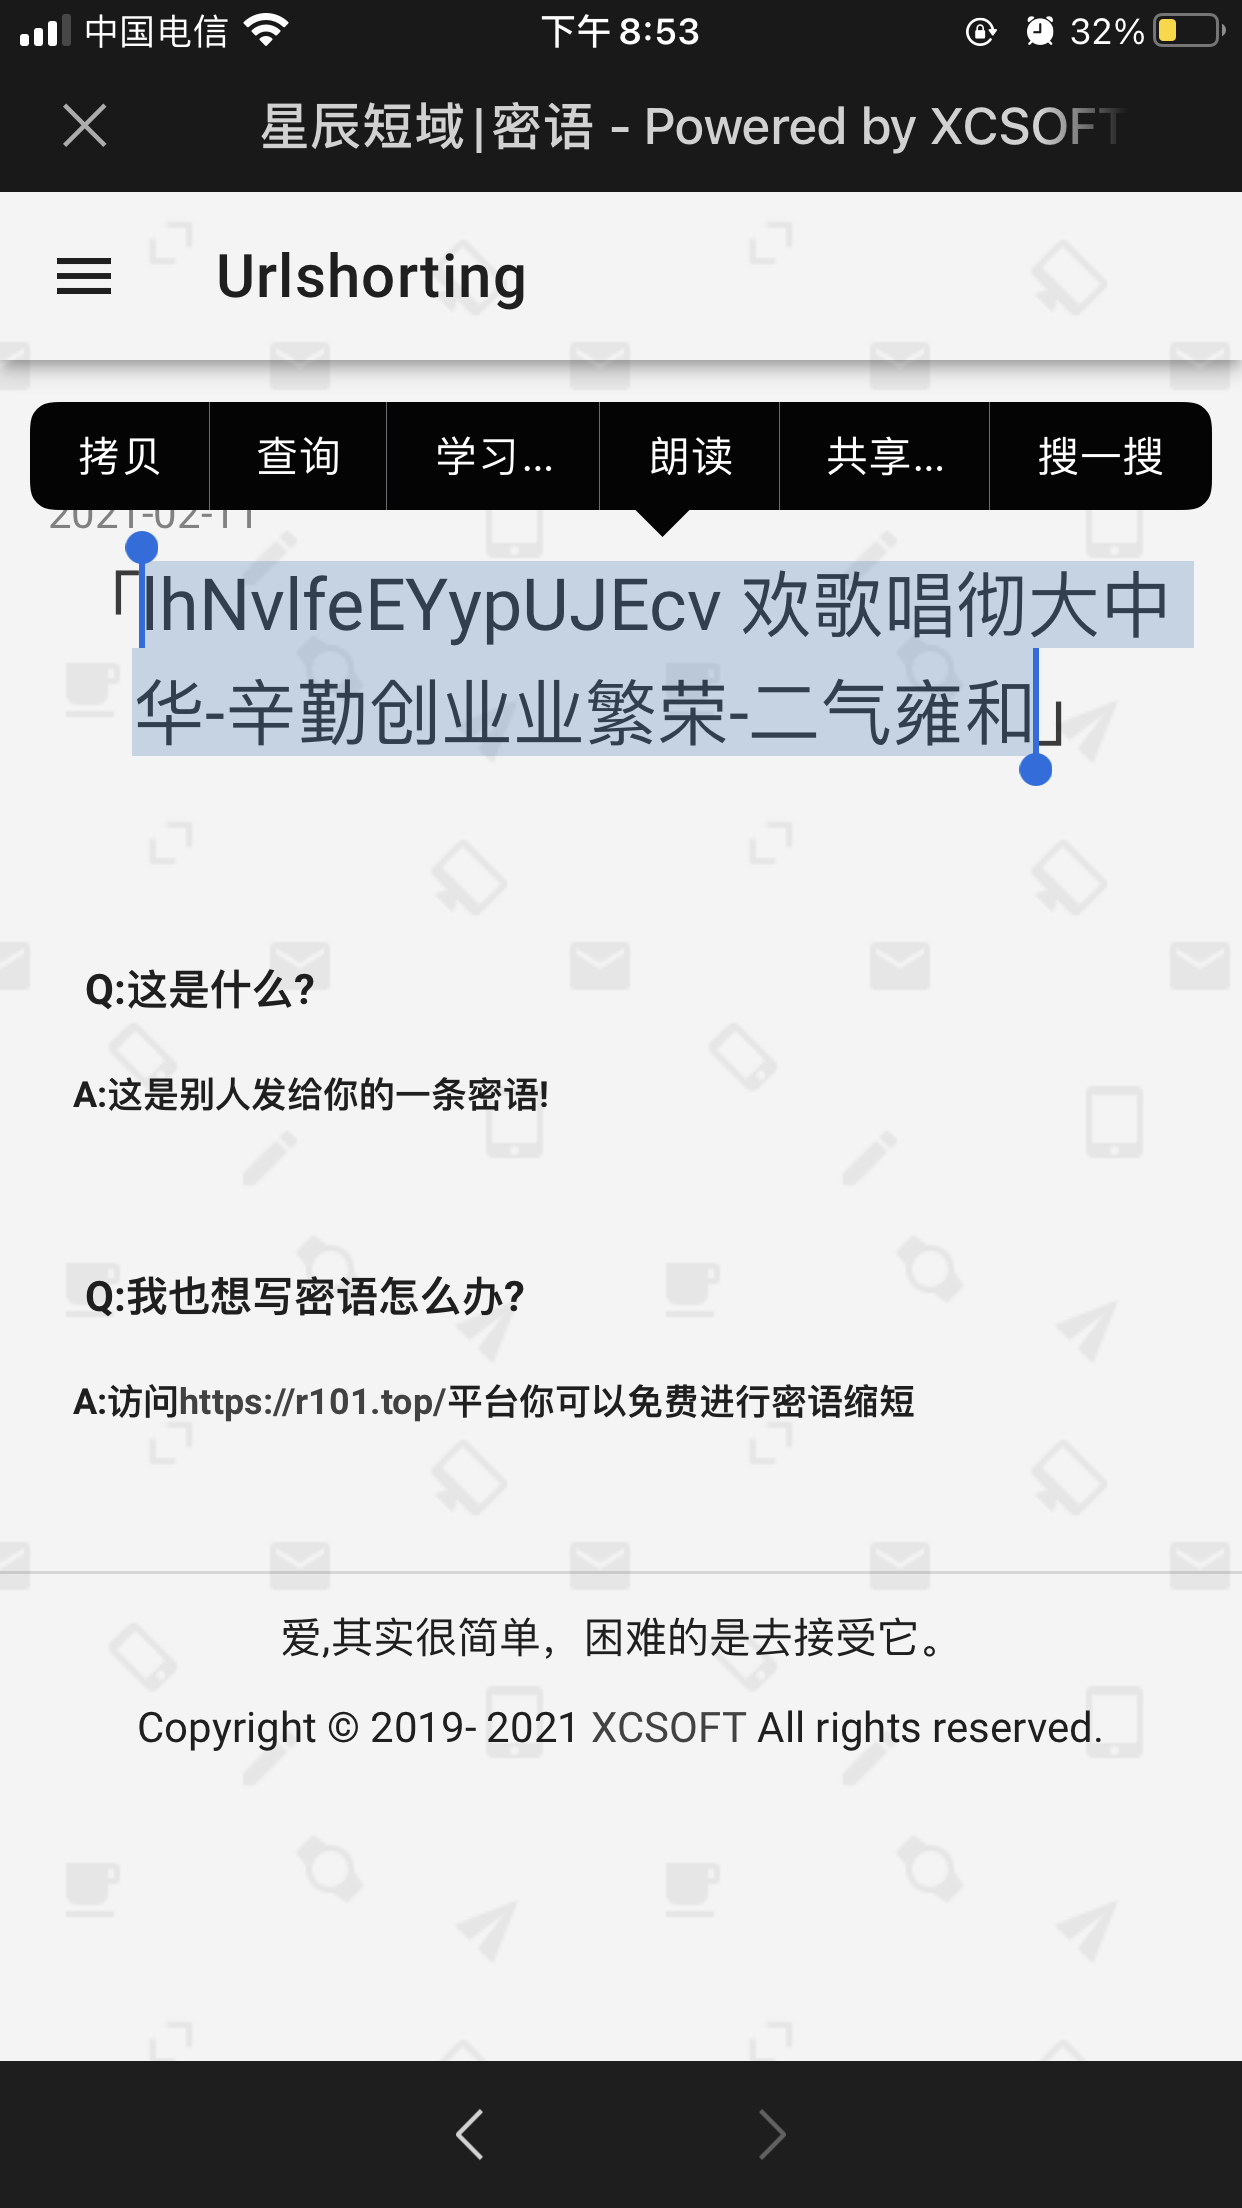 中国电信 下午 8:53 32%
星辰短域|密语 - Powered by XCSOFT
Urlshorting
拷贝 查询 学习... 朗读 共享... 搜一搜
2021-02-11
「lhNvlfeEYypUJEcv 欢歌唱彻大中
华-辛勤创业业繁荣-二气雍和」
Q:这是什么?
A:这是别人发给你的一条密语!
Q:我也想写密语怎么办?
A:访问https://r101.top/平台你可以免费进行密语缩短
爱,其实很简单，困难的是去接受它。
Copyright © 2019- 2021 XCSOFT All rights reserved.